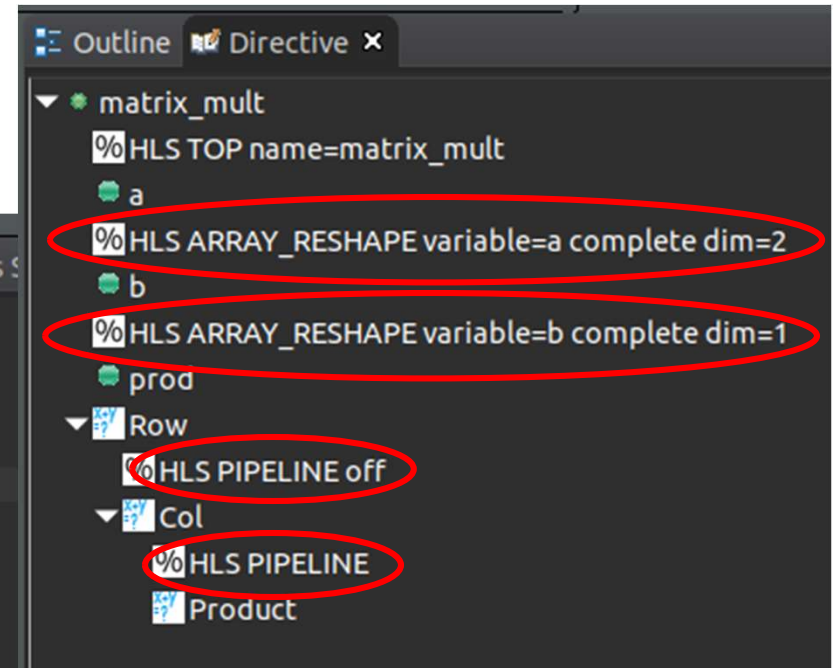 Outline Directive
matrix_mult
% HLS TOP name=matrix_mult
a
% HLS ARRAY_RESHAPE variable=a complete dim=2
b
% HLS ARRAY_RESHAPE variable=b complete dim=1
prod
Row
% HLS PIPELINE off
Col
% HLS PIPELINE
Product